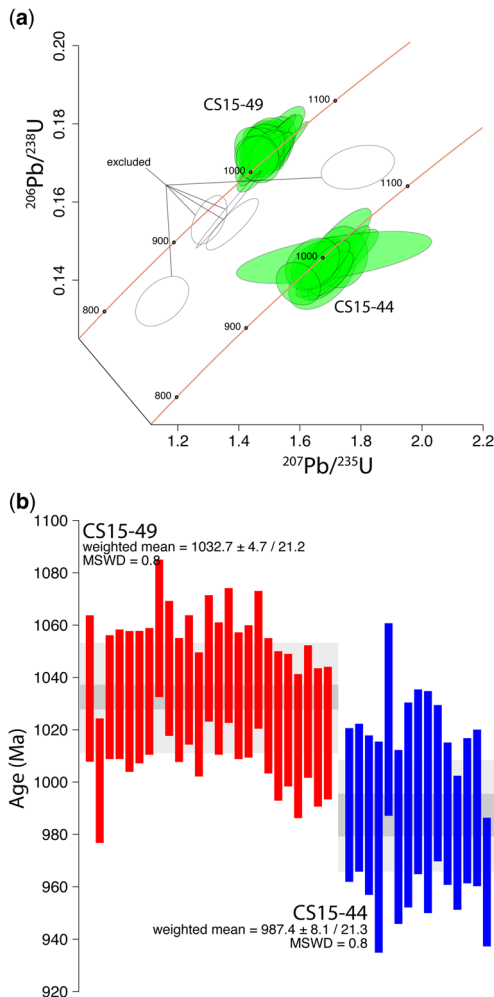 (a)
0.20
0.18
0.16
0.14
206Pb/238U
CS15-49
1100
1000
excluded
900
800
1100
1000
CS15-44
900
800
1.2 1.4 1.6 1.8 2.0 2.2
207Pb/235U
(b)
1100
1080
1060
1040
1020
1000
980
960
940
920
Age (Ma)
CS15-49
weighted mean = 1032.7 ± 4.7 / 21.2
MSWD = 0.8
CS15-44
weighted mean = 987.4 ± 8.1 / 21.3
MSWD = 0.8